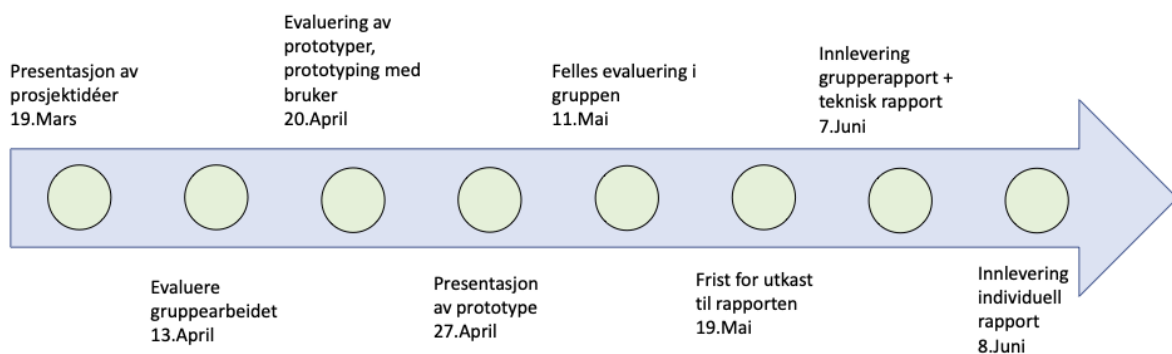 Presentasjon av
prosjektidéer
19.Mars
Evaluere
gruppearbeidet
13.April
Evaluering av
prototyper,
prototyping med
bruker
20.April
Presentasjon
av prototype
27.April
Felles evaluering i
gruppen
11.Mai
Frist for utkast
til rapporten
19.Mai
Innlevering
grupperapport +
teknisk rapport
7.Juni
Innlevering
individuell
rapport
8.Juni